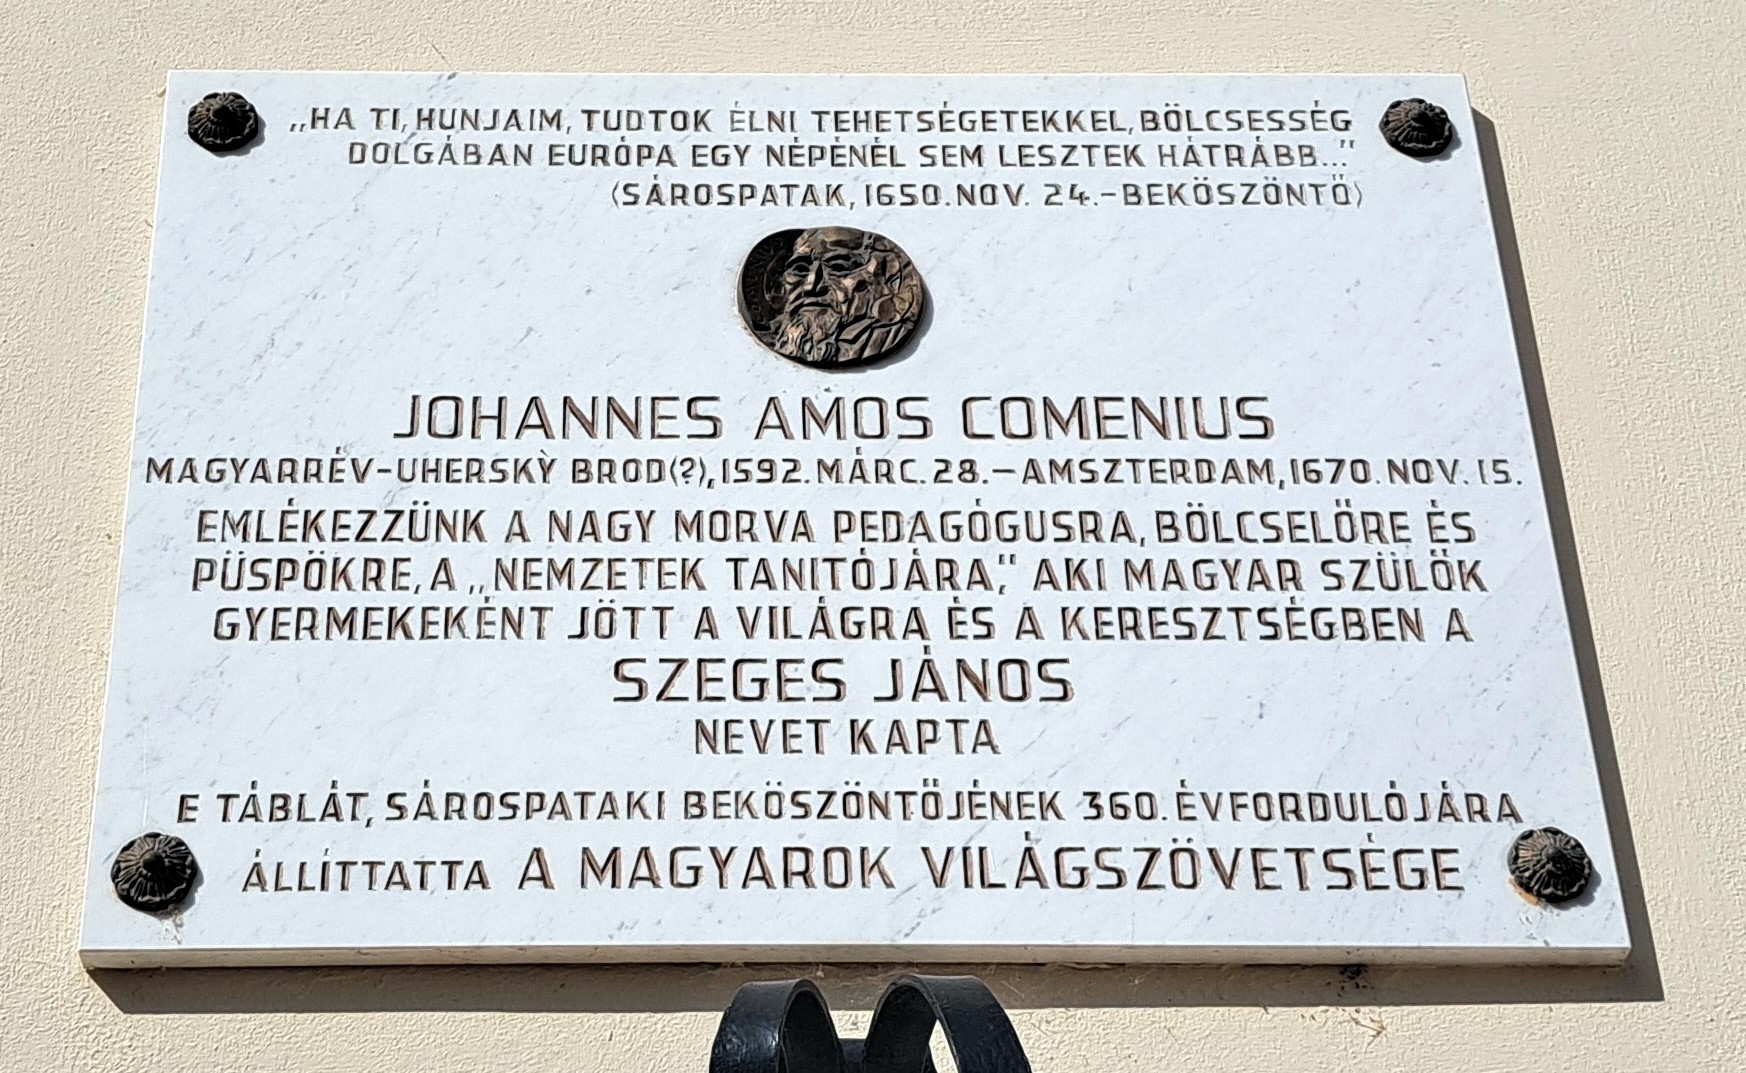 „HA TI, HUNJAIM, TUDTOK ÉLNI TEHETSÉGETEKKEL, BÖLCSESSÉG
DOLGÁBAN EURÓPA EGY NÉPÉNÉL SEM LESZTEK HÁTRÁBB..."
(SÁROSPATAK, 1650. NOV. 24.-BEKÖSZÖNTŐ)
JOHANNES AMOS COMENIUS
MAGYARRÉV-UHERSKỲ BROD(?), 1592. MÁRC. 28.-AMSZTERDAM, 1670. NOV. 15.
EMLÉKEZZÜNK A NAGY MORVA PEDAGÓGUSRA, BÖLCSELŐRE ÉS
PÜSPÖKRE, A „NEMZETEK TANITÓJÁRA," AKI MAGYAR SZÜLŐK
GYERMEKEKÉNT JÖTT A VILÁGRA ÉS A KERESZTSÉGBEN A
SZEGES JÁNOS
NEVET KAPTA
E TÁBLÁT, SÁROSPATAKI BEKÖSZÖNTŐJÉNEK 360. ÉVFORDULÓJÁRA
ÁLLÍTTATTA A MAGYAROK VILÁGSZÖVETSÉGE